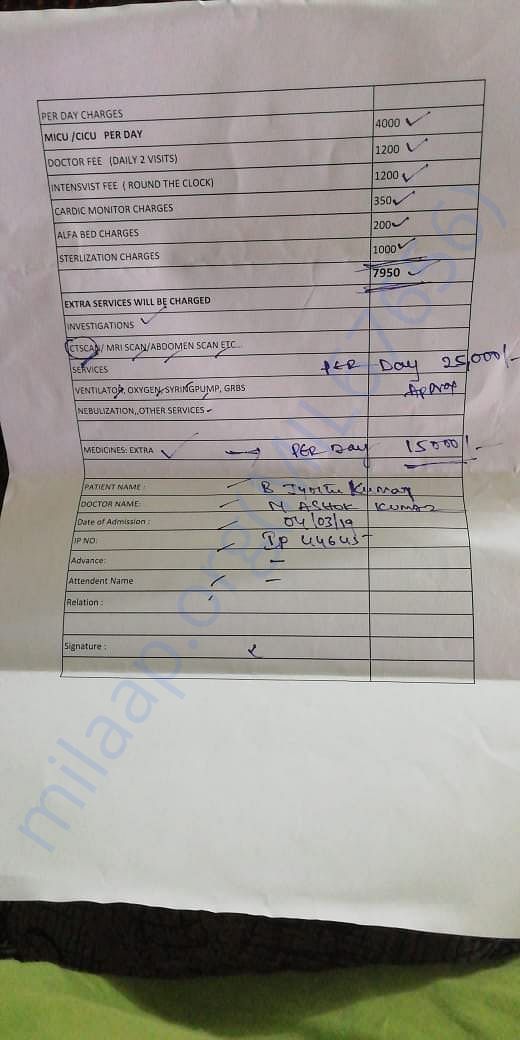 PER DAY CHARGES
MICU /CICU PER DAY 4000
DOCTOR FEE (DAILY 2 VISITS) 1200
INTENSVIST FEE ( ROUND THE CLOCK) 1200
CARDIC MONITOR CHARGES 350
ALFA BED CHARGES 200
STERLIZATION CHARGES 1000
7950
EXTRA SERVICES WILL BE CHARGED
INVESTIGATIONS
CTSCAN/ MRI SCAN/ABDOMEN SCAN ETC..
SERVICES PER Day 25,000/-
VENTILATOR, OXYGEN, SYRINGPUMP, GRBS Approx
NEBULIZATION,,OTHER SERVICES
MEDICINES: EXTRA PER Day 15000/-
PATIENT NAME : B Kumar
DOCTOR NAME: M ASHOK KUMAR
Date of Admission : 04/03/19
IP NO: Ip 44645
Advance: -
Attendent Name -
Relation :
Signature :
milaap.org